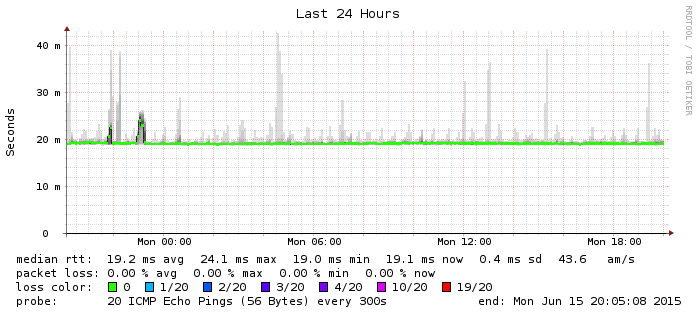 Last 24 Hours
RRDTOOL / TOBI OETIKER
Seconds
40 m
30 m
20 m
10 m
0
Mon 00:00 Mon 06:00 Mon 12:00 Mon 18:00
median rtt: 19.2 ms avg 24.1 ms max 19.0 ms min 19.1 ms now 0.4 ms sd 43.6 am/s
packet loss: 0.00 % avg 0.00 % max 0.00 % min 0.00 % now
loss color: 0 1/20 2/20 3/20 4/20 10/20 19/20
probe: 20 ICMP Echo Pings (56 Bytes) every 300s end: Mon Jun 15 20:05:08 2015